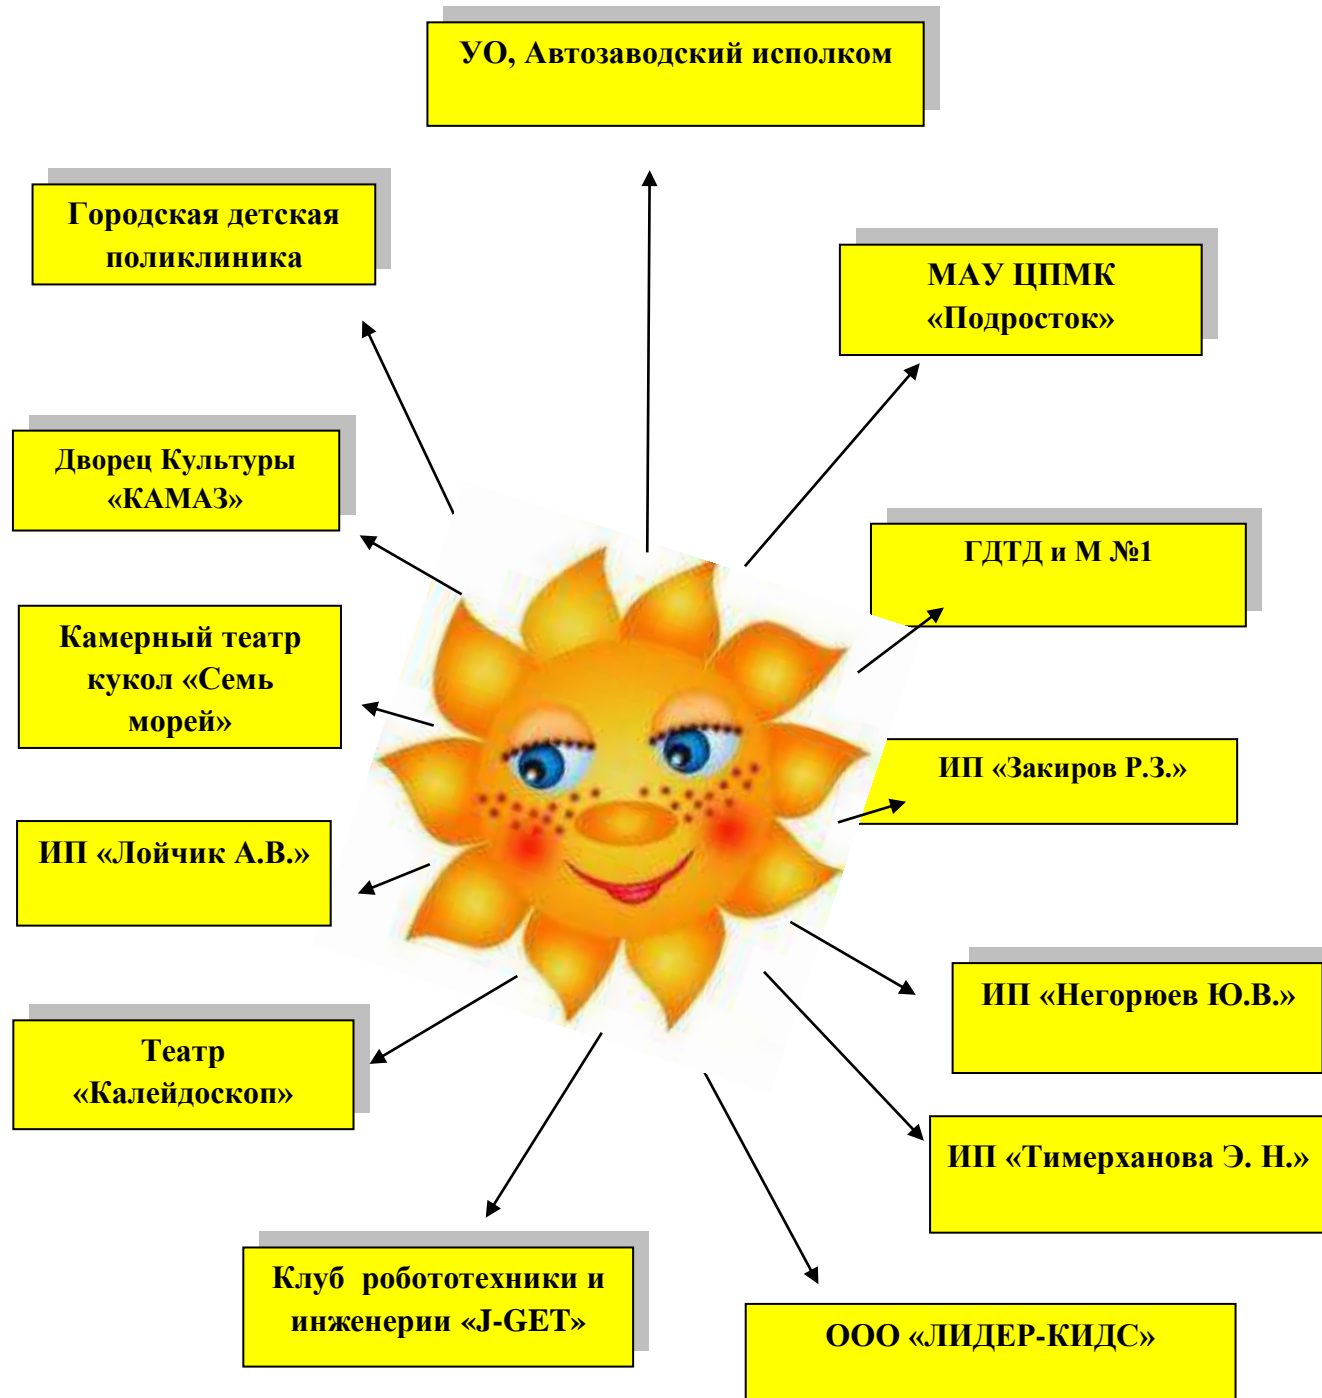 УО, Автозаводский исполком
Городская детская
поликлиника
МАУ ЦПМК
«Подросток»
Дворец Культуры
«КАМАЗ»
ГДТД и М №1
Камерный театр
кукол «Семь
морей»
ИП «Закиров Р.З.»
ИП «Лойчик А.В.»
ИП «Негорюев Ю.В.»
Театр
«Калейдоскоп»
ИП «Тимерханова Э. Н.»
Клуб робототехники и
инженерии «J-GET»
ООО «ЛИДЕР-КИДС»